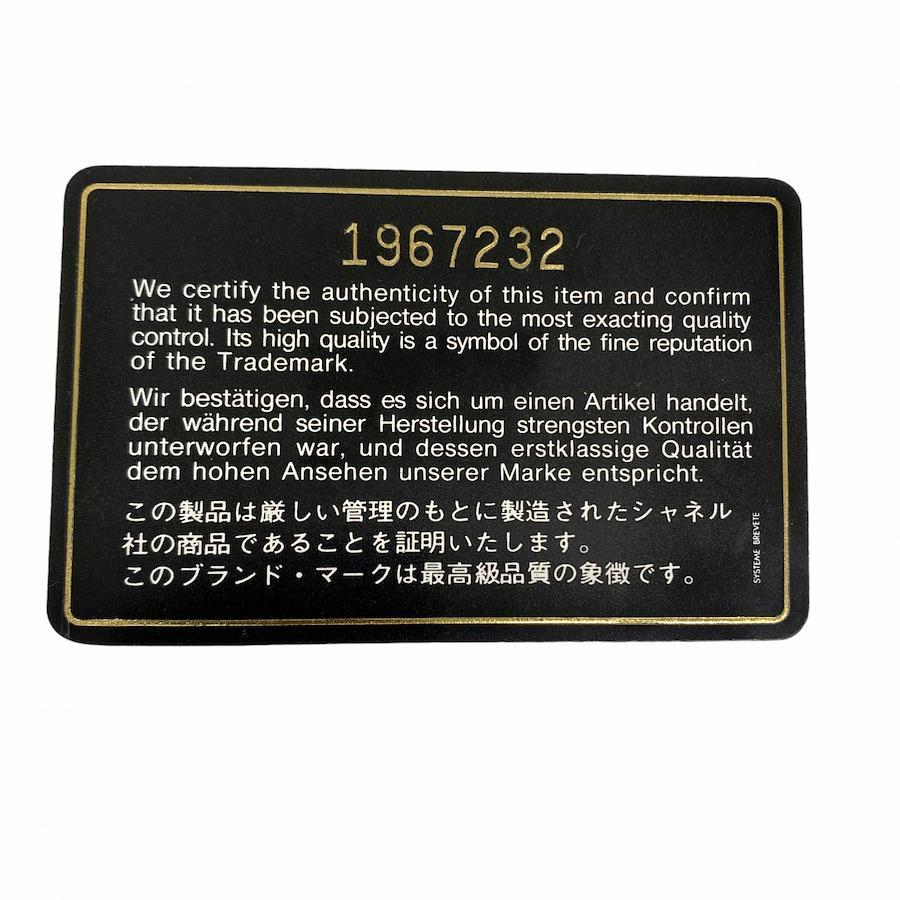 1967232
We certify the authenticity of this item and confirm
that it has been subjected to the most exacting quality
control. Its high quality is a symbol of the fine reputation
of the Trademark.
Wir bestätigen, dass es sich um einen Artikel handelt,
der während seiner Herstellung strengsten Kontrollen
unterworfen war, und dessen erstklassige Qualität
dem hohen Ansehen unserer Marke entspricht.
この製品は厳しい管理のもとに製造されたシャネル
社の商品であることを証明いたします。
このブランド・マークは最高級品質の象徴です。
SYSTEME BREVETE